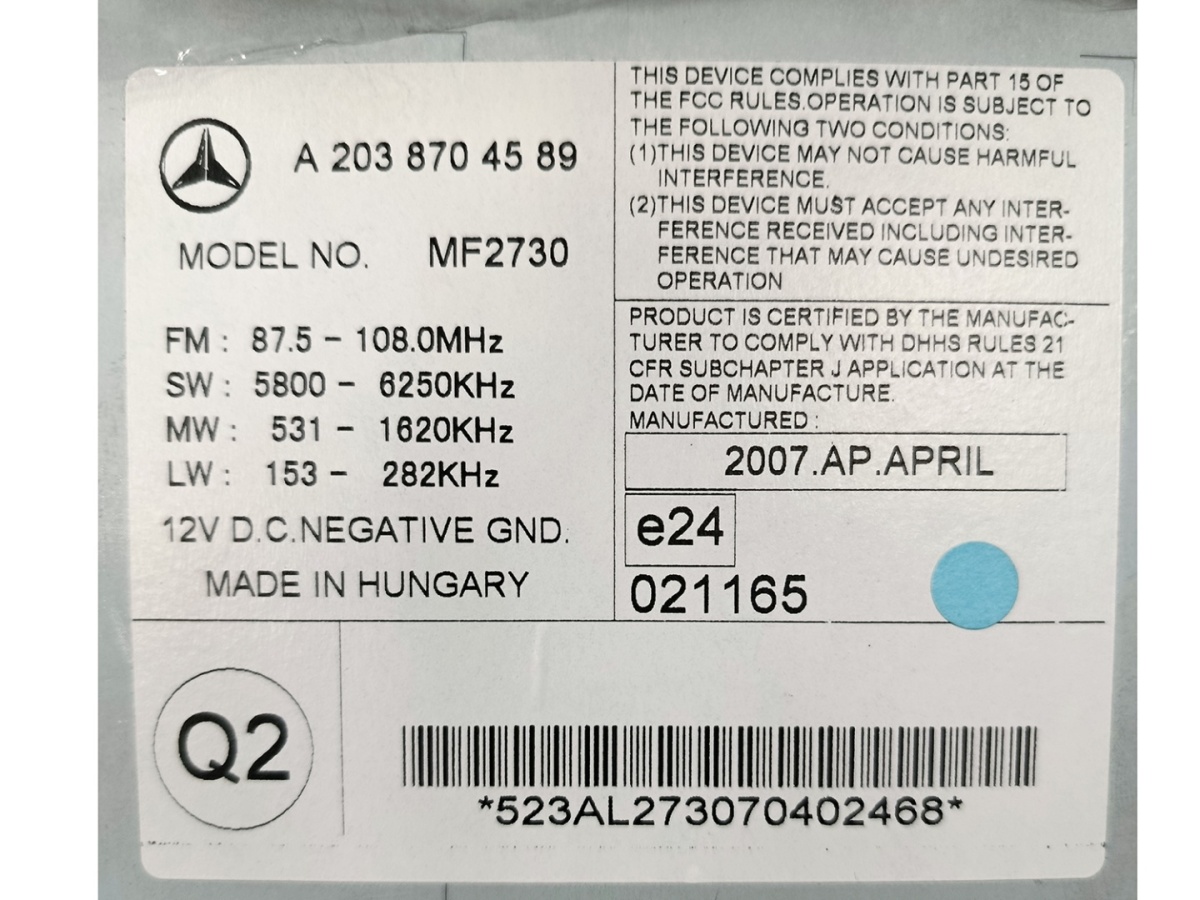 A 203 870 45 89
MODEL NO. MF2730
FM : 87.5 - 108.0MHz
SW : 5800 - 6250KHz
MW : 531 - 1620KHz
LW : 153 - 282KHz
12V D.C.NEGATIVE GND.
MADE IN HUNGARY
THIS DEVICE COMPLIES WITH PART 15 OF
THE FCC RULES.OPERATION IS SUBJECT TO
THE FOLLOWING TWO CONDITIONS:
(1)THIS DEVICE MAY NOT CAUSE HARMFUL
INTERFERENCE.
(2)THIS DEVICE MUST ACCEPT ANY INTER-
FERENCE RECEIVED INCLUDING INTER-
FERENCE THAT MAY CAUSE UNDESIRED
OPERATION
PRODUCT IS CERTIFIED BY THE MANUFAC-
TURER TO COMPLY WITH DHHS RULES 21
CFR SUBCHAPTER J APPLICATION AT THE
DATE OF MANUFACTURE.
MANUFACTURED :
2007.AP.APRIL
e24
021165
Q2
*523AL273070402468*